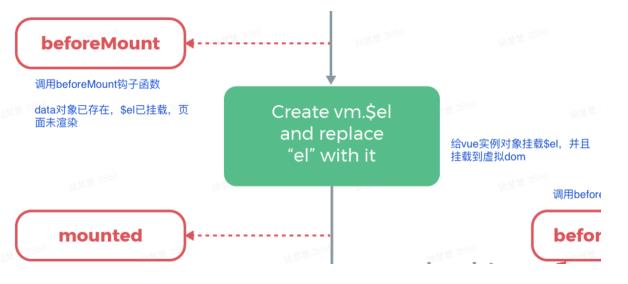 beforeMount
调用beforeMount钩子函数
data对象已存在，$el已挂载，页
面未渲染
Create vm.$el
and replace
“el” with it
给vue实例对象挂载$el，并且
挂载到虚拟dom
调用before
mounted
befor